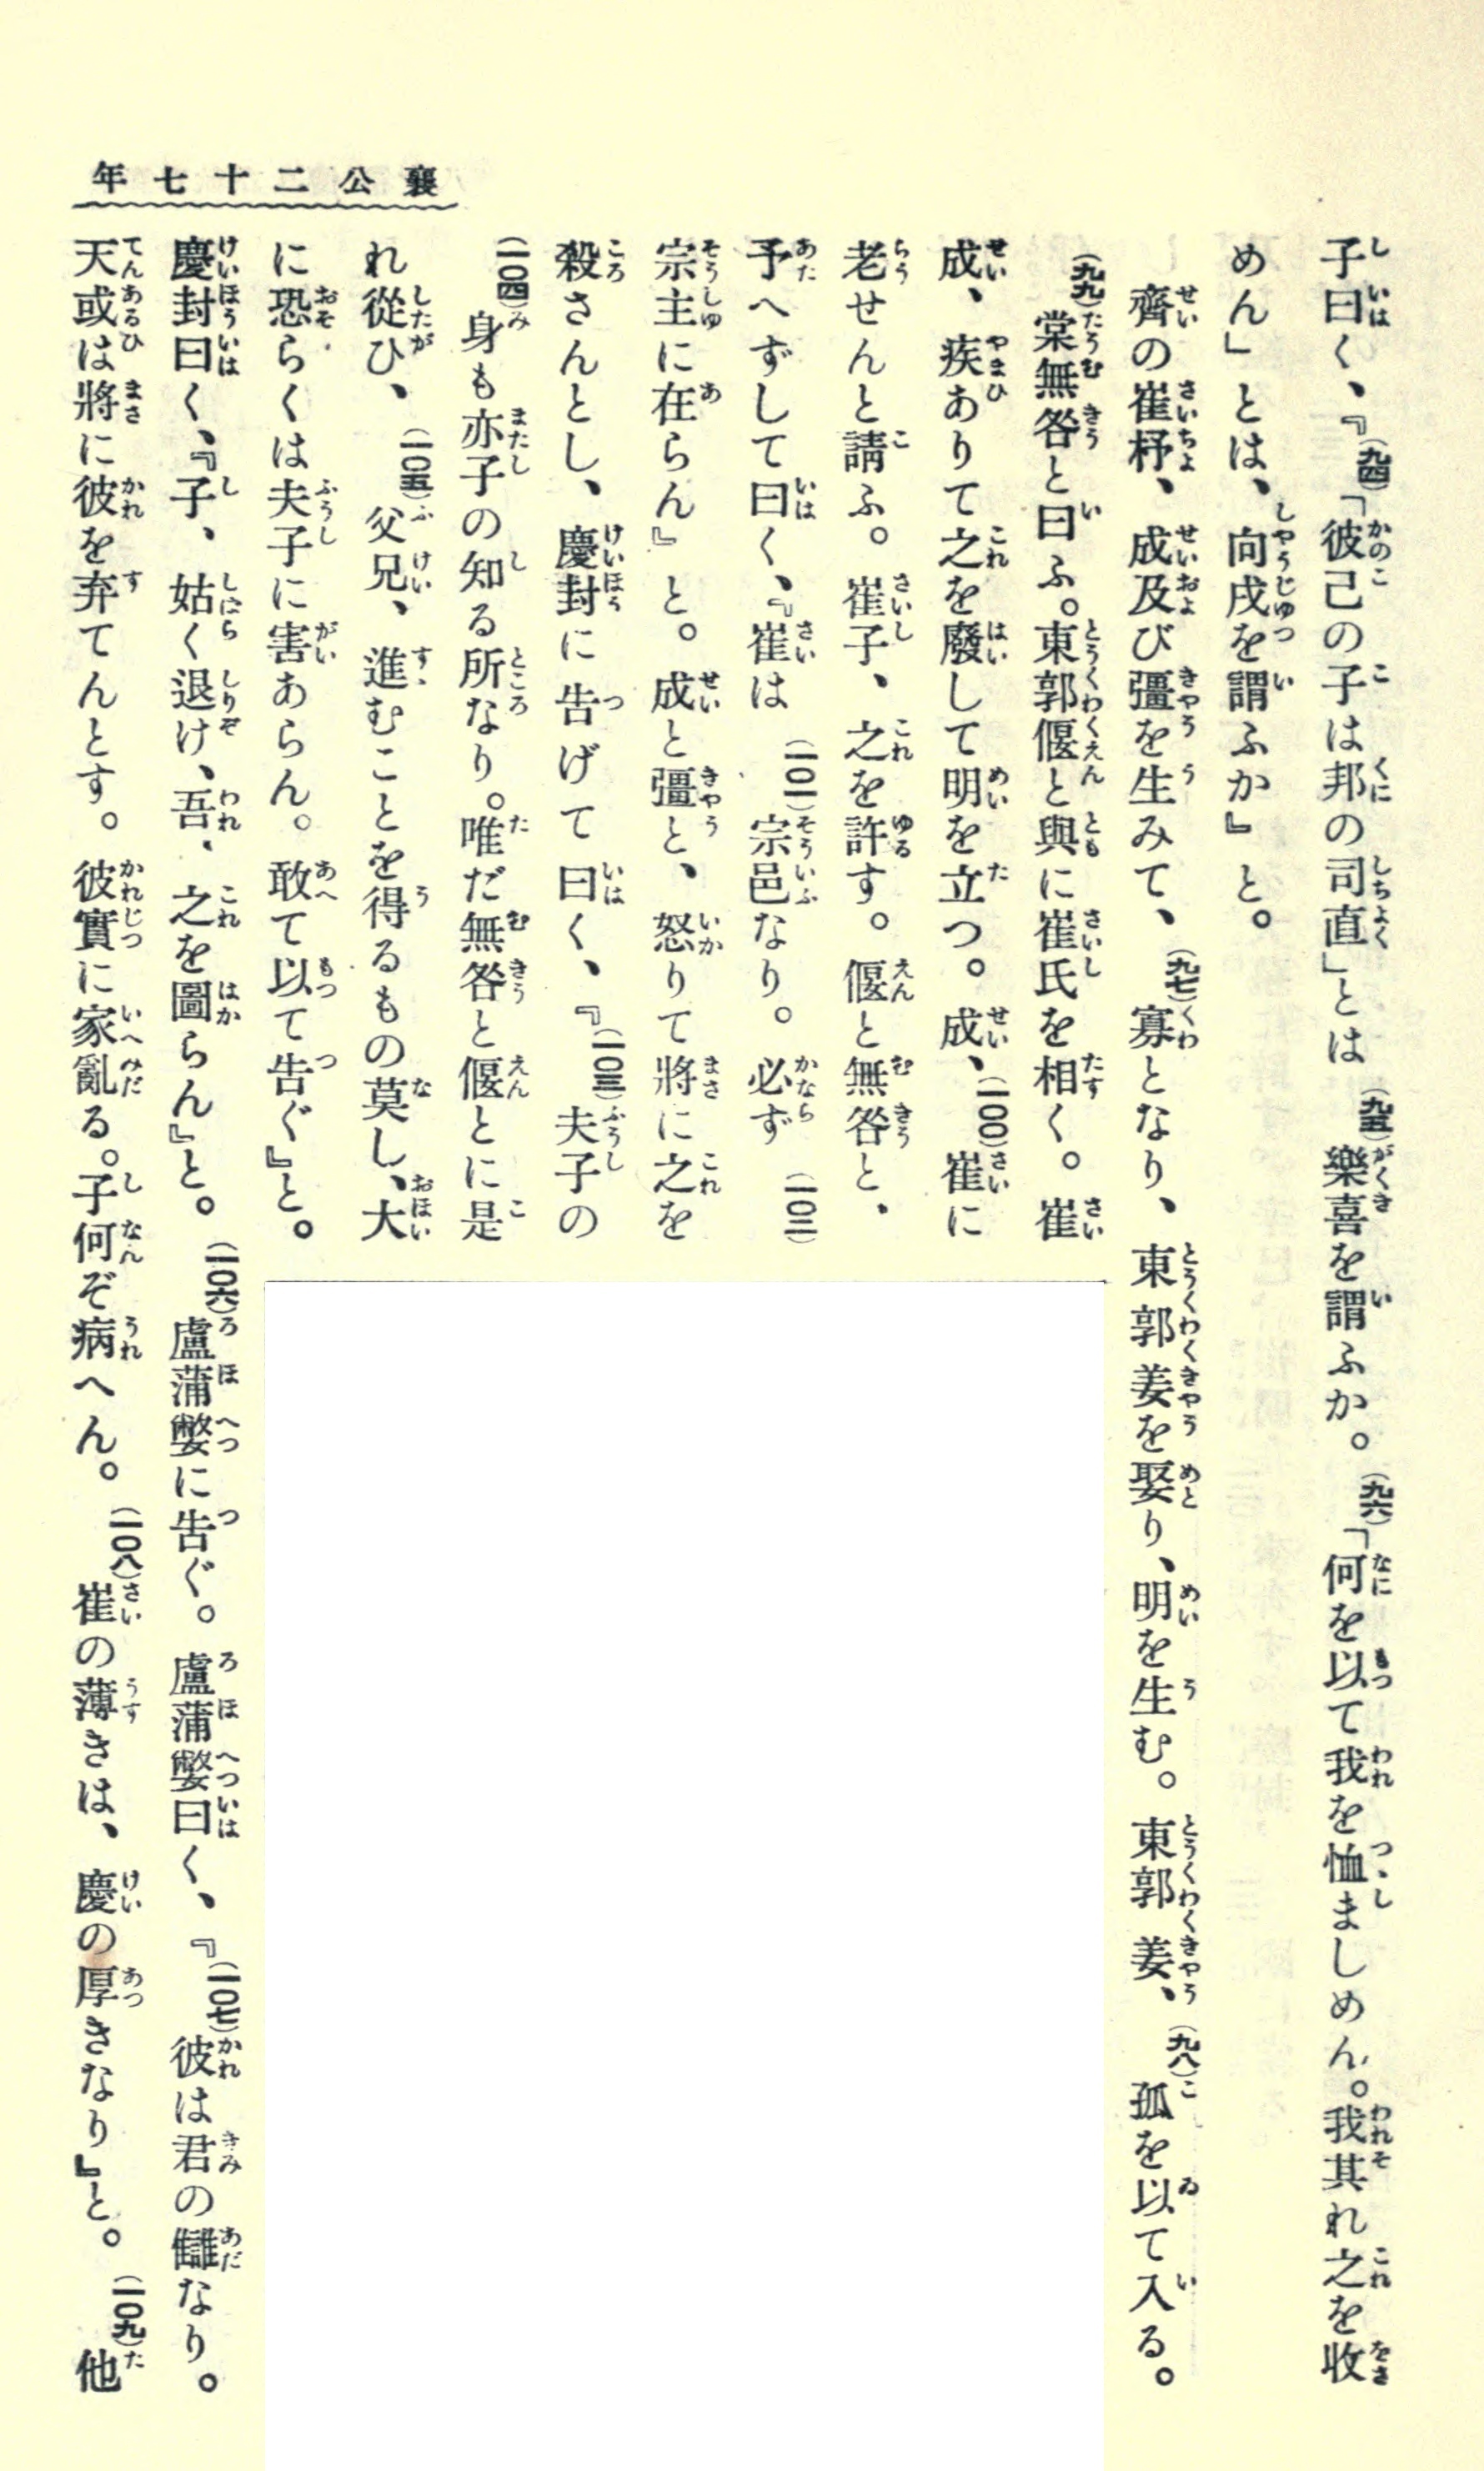 襄公二十七年
子曰く、『(九四)「彼己の子は邦の司直」とは(九五)樂喜を謂ふか。(九六)「何を以て我を恤ましめん。我其れ之を收
めん」とは、向戌を謂ふか』と。
齊の崔杼、成及び彊を生みて、(九七)寡となり、東郭姜を娶り、明を生む。東郭姜、(九八)孤を以て入る。
(九九)棠無咎と曰ふ。東郭偃と與に崔氏を相く。崔
成、疾ありて之を廢して明を立つ。成、(一〇〇)崔に
老せんと請ふ。崔子、之を許す。偃と無咎と、
予へずして曰く、『崔は(一〇一)宗邑なり。必ず(一〇二)
宗主に在らん』と。成と彊と、怒りて將に之を
殺さんとし、慶封に告げて曰く、『(一〇三)夫子の
(一〇四)身も亦子の知る所なり。唯だ無咎と偃とに是
れ從ひ、(一〇五)父兄、進むことを得るもの莫し、大
に恐らくは夫子に害あらん。敢て以て告ぐ』と。
慶封曰く、『子、姑く退け、吾、之を圖らん』と。(一〇六)盧蒲嫳に告ぐ。盧蒲嫳曰く、『(一〇七)彼は君の讎なり。
天或は將に彼を弃てんとす。彼實に家亂る。子何ぞ病へん。(一〇八)崔の薄きは、慶の厚きなり』と。(一〇九)他